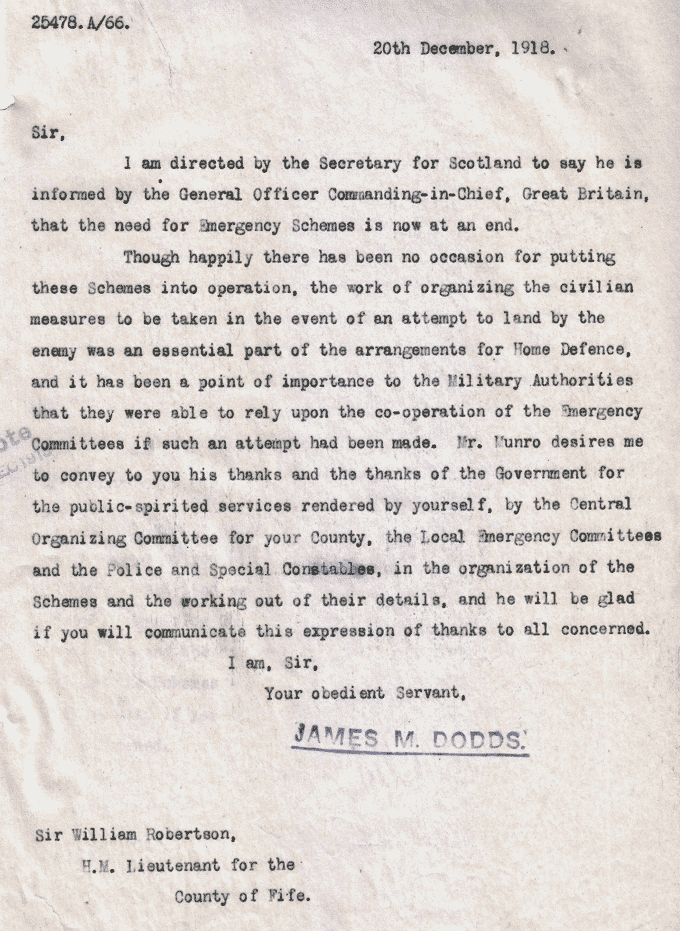 25478.A/66.
20th December, 1918.
Sir,
I am directed by the Secretary for Scotland to say he is
informed by the General Officer Commanding-in-Chief, Great Britain,
that the need for Emergency Schemes is now at an end.
Though happily there has been no occasion for putting
these Schemes into operation, the work of organizing the civilian
measures to be taken in the event of an attempt to land by the
enemy was an essential part of the arrangements for Home Defence,
and it has been a point of importance to the Military Authorities
that they were able to rely upon the co-operation of the Emergency
Committees if such an attempt had been made. Mr. Munro desires me
to convey to you his thanks and the thanks of the Government for
the public-spirited services rendered by yourself, by the Central
Organizing Committee for your County, the Local Emergency Committees
and the Police and Special Constables, in the organization of the
Schemes and the working out of their details, and he will be glad
if you will communicate this expression of thanks to all concerned.
I am, Sir,
Your obedient Servant,
JAMES M. DODDS.
Sir William Robertson,
H.M. Lieutenant for the
County of Fife.